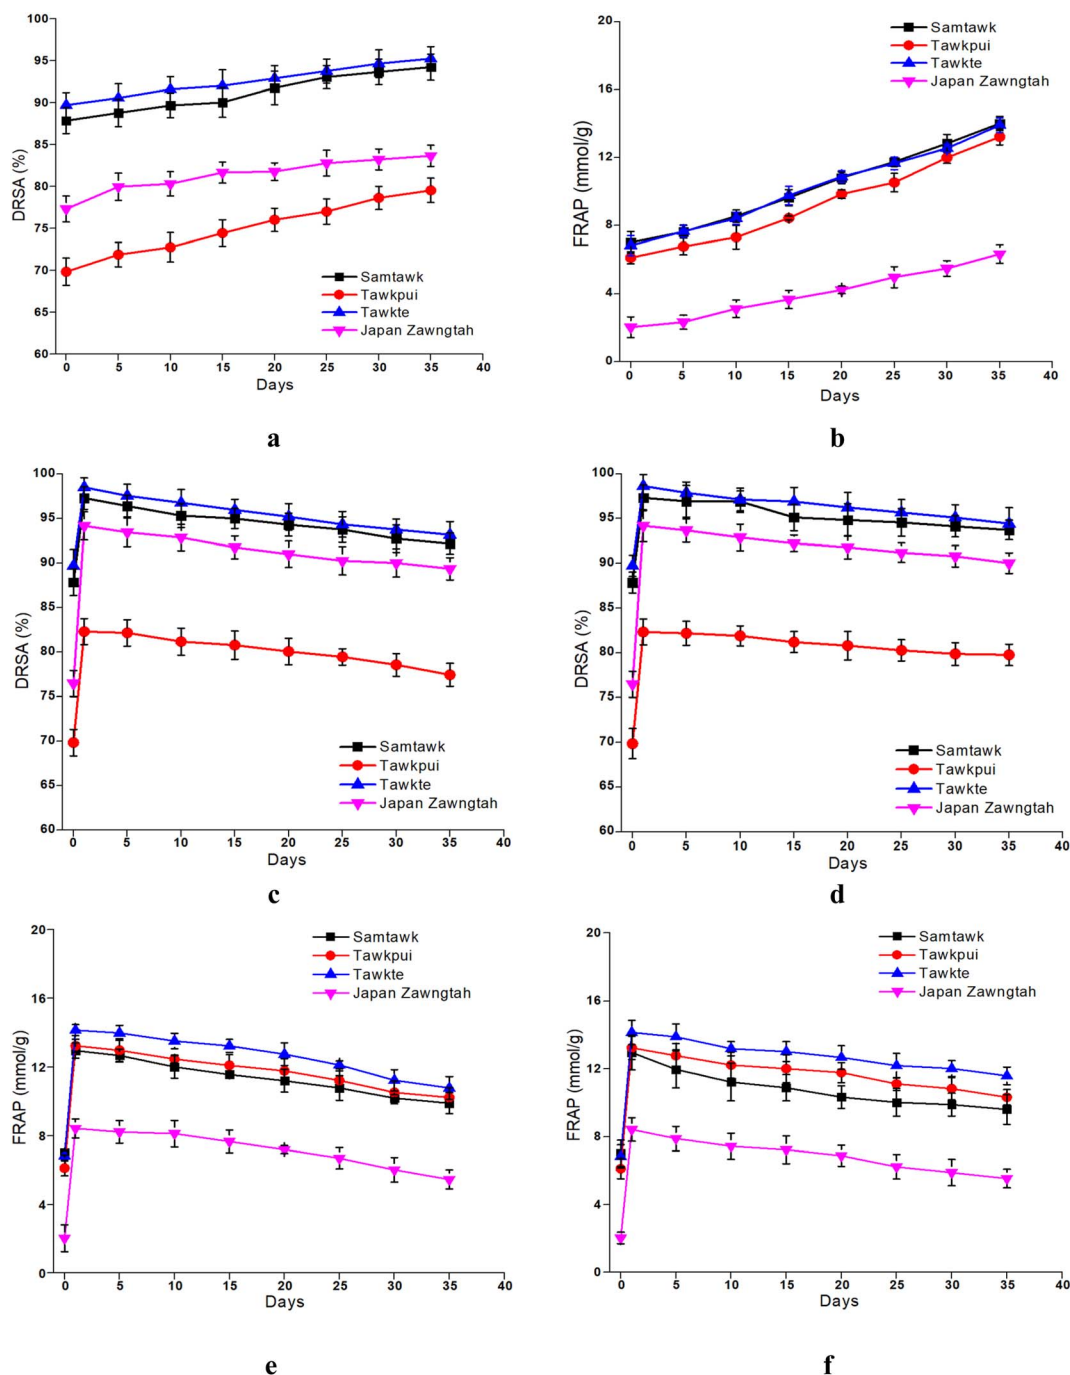 100
95
90
85
80
75
70
65
60
DRSA (%)
Samtawk
Tawkpui
Tawkte
Japan Zawngtah
0 5 10 15 20 25 30 35 40
Days
a
20
16
12
8
4
0
FRAP (mmol/g)
Samtawk
Tawkpui
Tawkte
Japan Zawngtah
0 5 10 15 20 25 30 35 40
Days
b
100
95
90
85
80
75
70
65
60
DRSA (%)
Samtawk
Tawkpui
Tawkte
Japan Zawngtah
0 5 10 15 20 25 30 35 40
Days
c
100
95
90
85
80
75
70
65
60
DRSA (%)
Samtawk
Tawkpui
Tawkte
Japan Zawngtah
0 5 10 15 20 25 30 35 40
Days
d
20
16
12
8
4
0
FRAP (mmol/g)
Samtawk
Tawkpui
Tawkte
Japan Zawngtah
0 5 10 15 20 25 30 35 40
Days
e
20
16
12
8
4
0
FRAP (mmol/g)
Samtawk
Tawkpui
Tawkte
Japan Zawngtah
0 5 10 15 20 25 30 35 40
Days
f